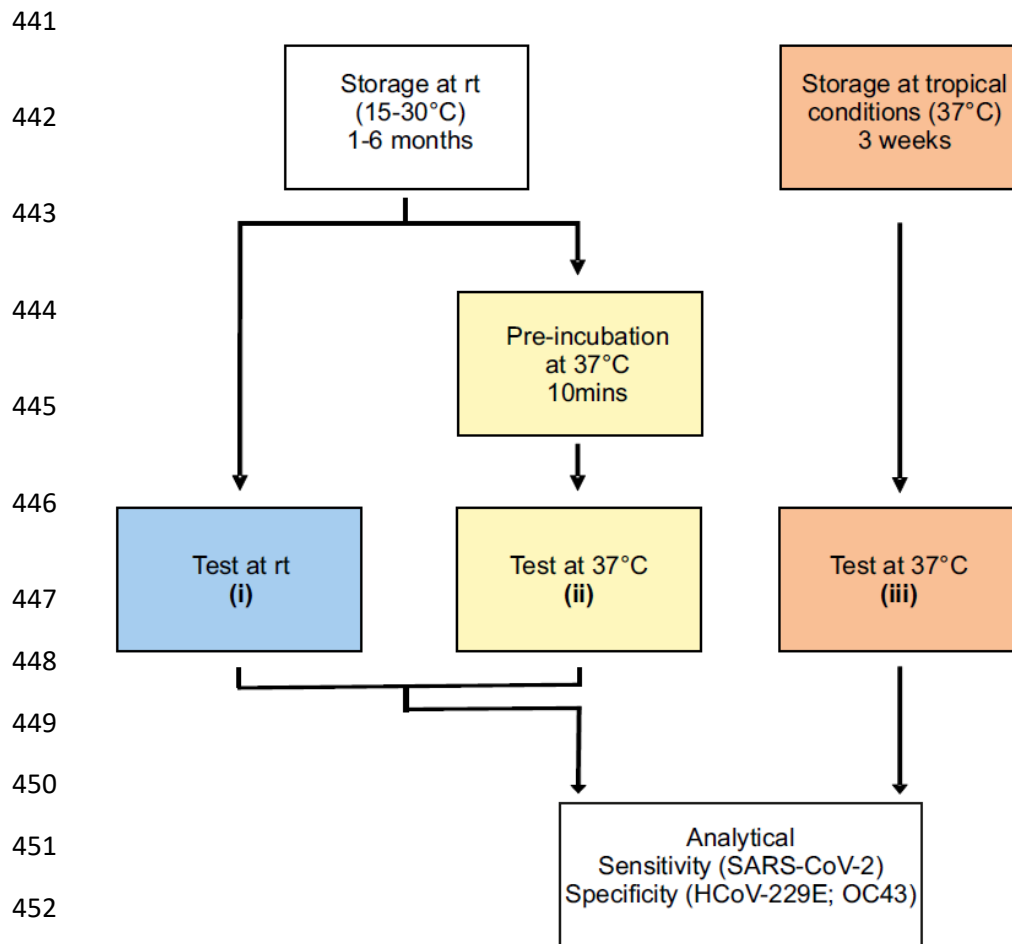 441
Storage at rt
(15-30°C)
1-6 months
Storage at tropical
conditions (37°C)
3 weeks
442
443
444
Pre-incubation
at 37°C
10mins
445
446
Test at rt
(i)
Test at 37°C
(ii)
Test at 37°C
(iii)
447
448
449
450
451
Analytical
Sensitivity (SARS-CoV-2)
Specificity (HCoV-229E; OC43)
452